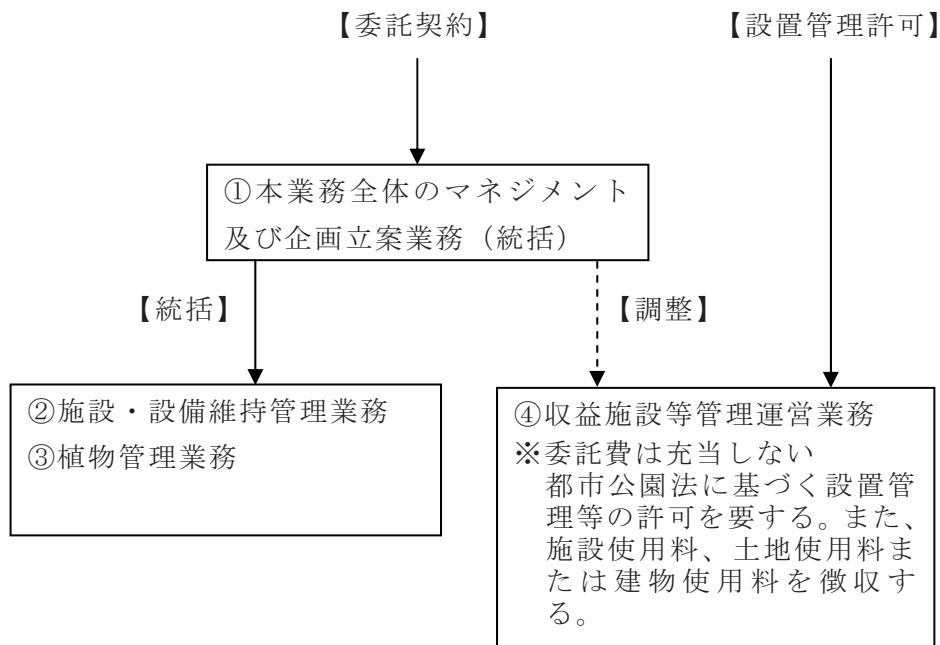 【委託契約】
【設置管理許可】
①本業務全体のマネジメント
及び企画立案業務（統括）
【統括】
【調整】
②施設・設備維持管理業務
③植物管理業務
④収益施設等管理運営業務
※委託費は充当しない
都市公園法に基づく設置管
理等の許可を要する。また、
施設使用料、土地使用料ま
たは建物使用料を徴収す
る。